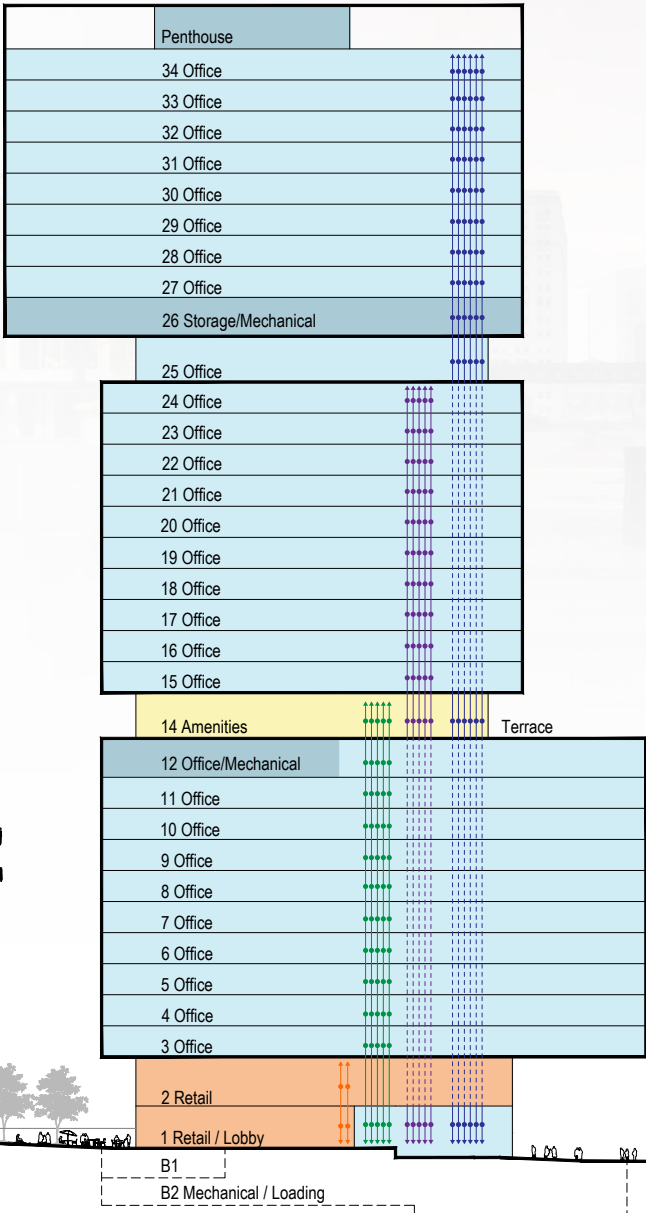 Penthouse
34 Office
33 Office
32 Office
31 Office
30 Office
29 Office
28 Office
27 Office
26 Storage/Mechanical
25 Office
24 Office
23 Office
22 Office
21 Office
20 Office
19 Office
18 Office
17 Office
16 Office
15 Office
14 Amenities
Terrace
12 Office/Mechanical
11 Office
10 Office
9 Office
8 Office
7 Office
6 Office
5 Office
4 Office
3 Office
2 Retail
1 Retail / Lobby
B1
B2 Mechanical / Loading